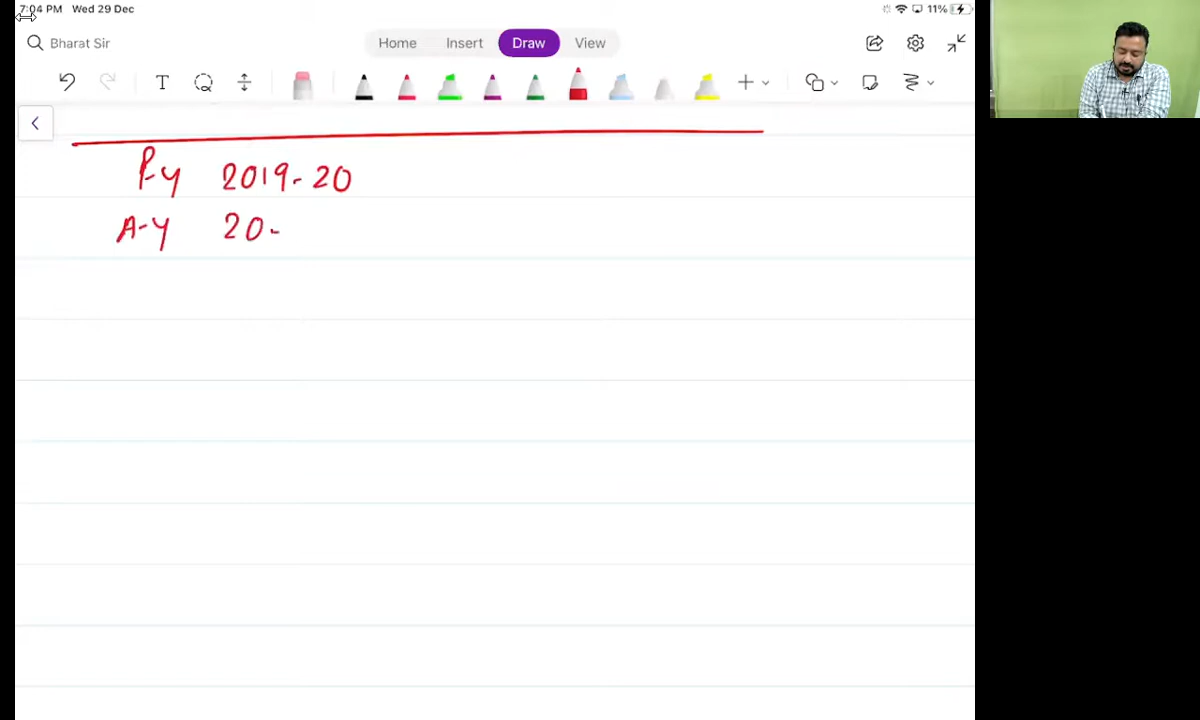 7:04 PM Wed 29 Dec 11%
Bharat Sir Home Insert Draw View
T
P-y 2019-20
A-y 20-